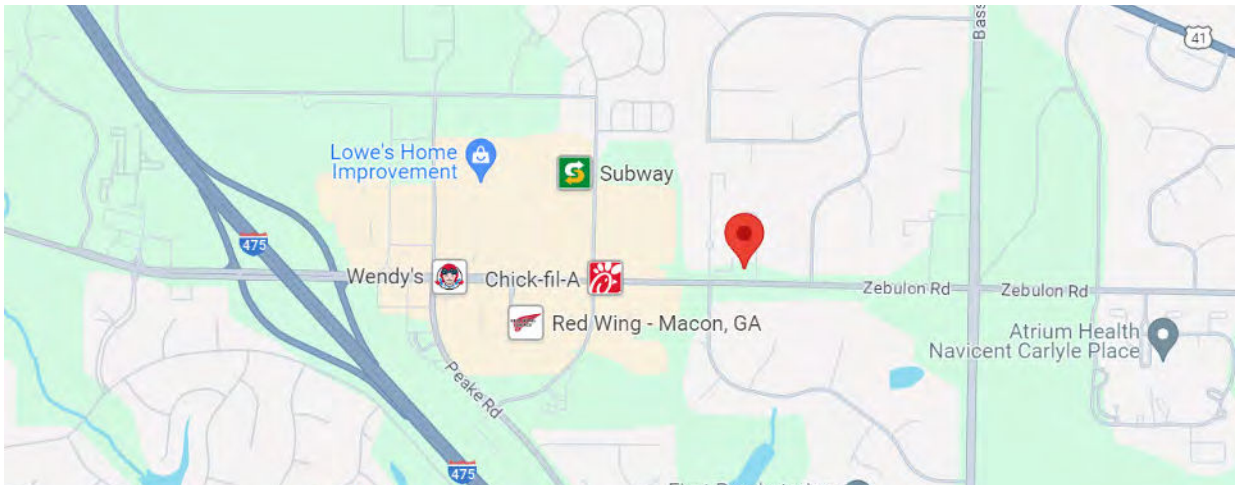 41
Bass
Lowe's Home
Improvement
Subway
475
Wendy's
Chick-fil-A
Zebulon Rd
Zebulon Rd
Red Wing - Macon, GA
Atrium Health
Navicent Carlyle Place
Peake Rd
475